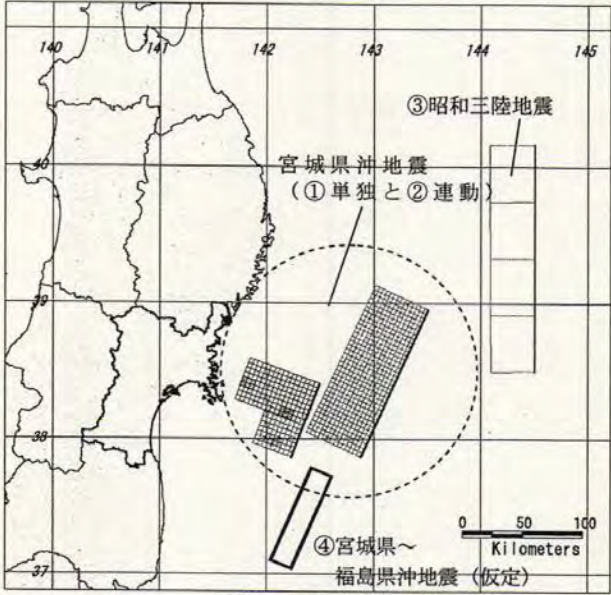 140 141 142 143 144 145
③昭和三陸地震
宮城県沖地震
(①単独と②連動)
40
39
38
0 50 100
Kilometers
④宮城県～
福島県沖地震(仮定)
37